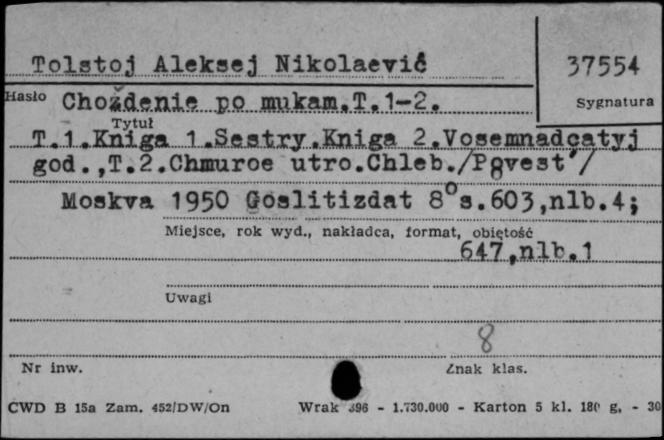 Tolstoj Aleksej Nikolaevič
37554
Hasło Choždenie po mukam.T.1-2.
Sygnatura
Tytuł
T.1.Kniga 1.Sestry.Kniga 2.Vosemnadcatyj
god.,T.2.Chmuroe utro.Chleb./Povest'/
Moskva 1950 Goslitizdat 8° s.603,nlb.4;
Miejsce, rok wyd., nakładca, format, objętość
647,nlb.1
Uwagi
8
Nr inw.
Znak klas.
CWD B 15a Zam. 452/DW/On Wrak 396 - 1.730.000 - Karton 5 kl. 180 g. - 30